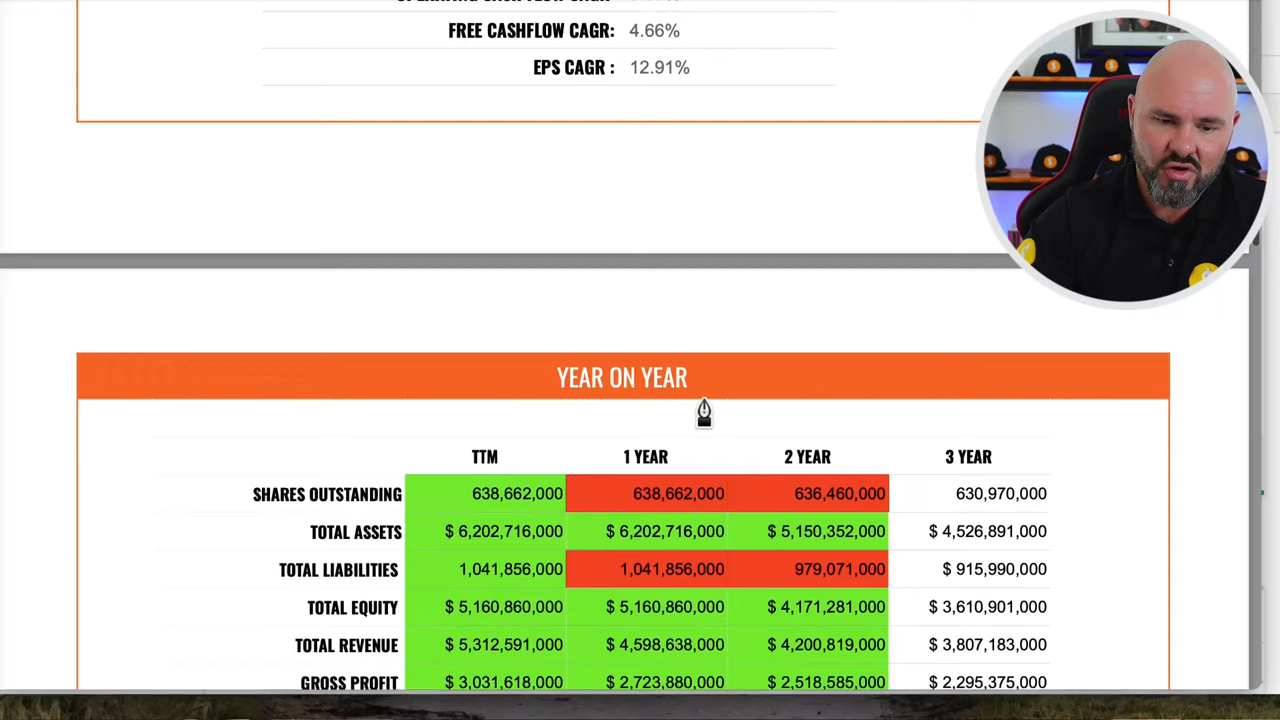 FREE CASHFLOW CAGR: 4.66%
EPS CAGR : 12.91%
YEAR ON YEAR
TTM 1 YEAR 2 YEAR 3 YEAR
SHARES OUTSTANDING 638,662,000 638,662,000 636,460,000 630,970,000
TOTAL ASSETS $ 6,202,716,000 $ 6,202,716,000 $ 5,150,352,000 $ 4,526,891,000
TOTAL LIABILITIES 1,041,856,000 1,041,856,000 979,071,000 $ 915,990,000
TOTAL EQUITY $ 5,160,860,000 $ 5,160,860,000 $ 4,171,281,000 $ 3,610,901,000
TOTAL REVENUE $ 5,312,591,000 $ 4,598,638,000 $ 4,200,819,000 $ 3,807,183,000
GROSS PROFIT $ 3,031,618,000 $ 2,723,880,000 $ 2,518,585,000 $ 2,295,375,000